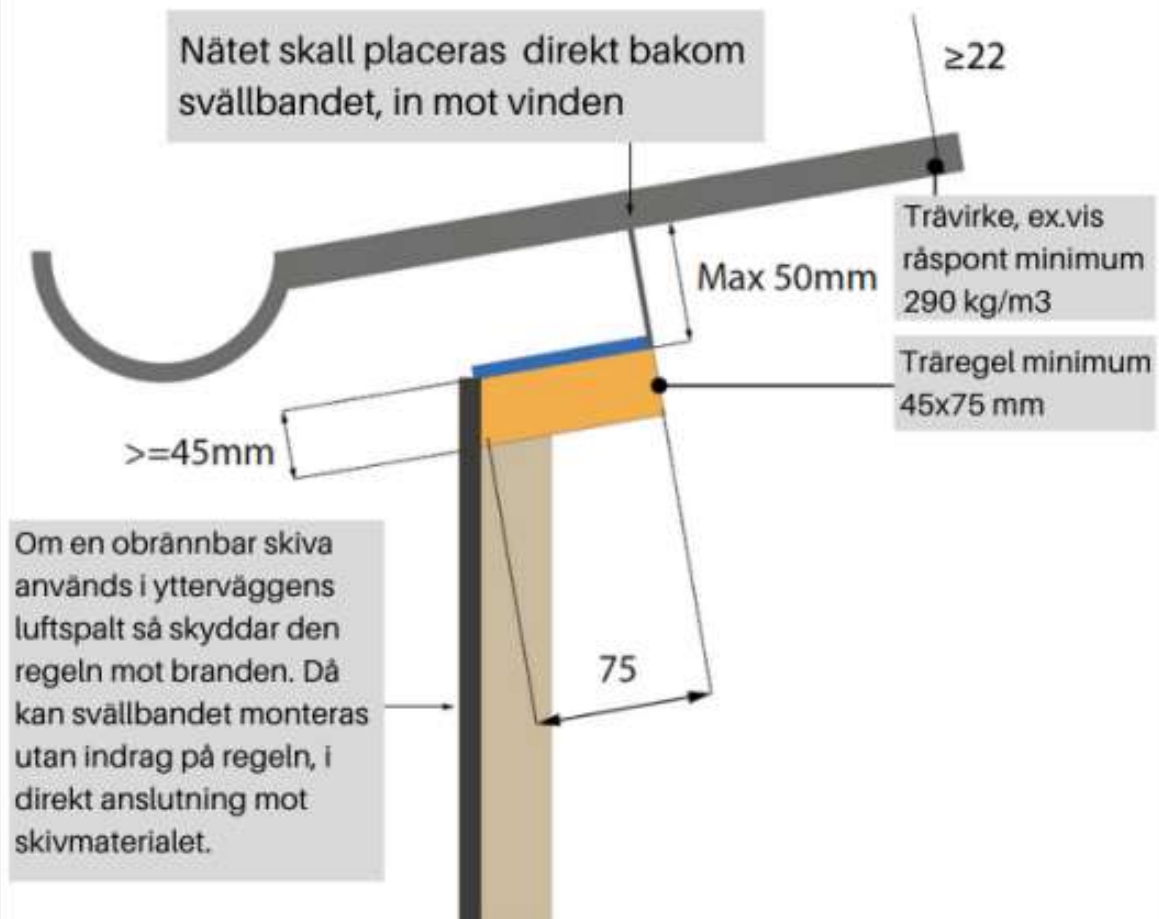 Nätet skall placeras direkt bakom
svällbandet, in mot vinden
≥22
Trävirke, ex.vis
råspont minimum
290 kg/m3
Max 50mm
Träregel minimum
45x75 mm
>=45mm
Om en obrännbar skiva
används i ytterväggens
luftspalt så skyddar den
regeln mot branden. Då
kan svällbandet monteras
utan indrag på regeln, i
direkt anslutning mot
skivmaterialet.
75